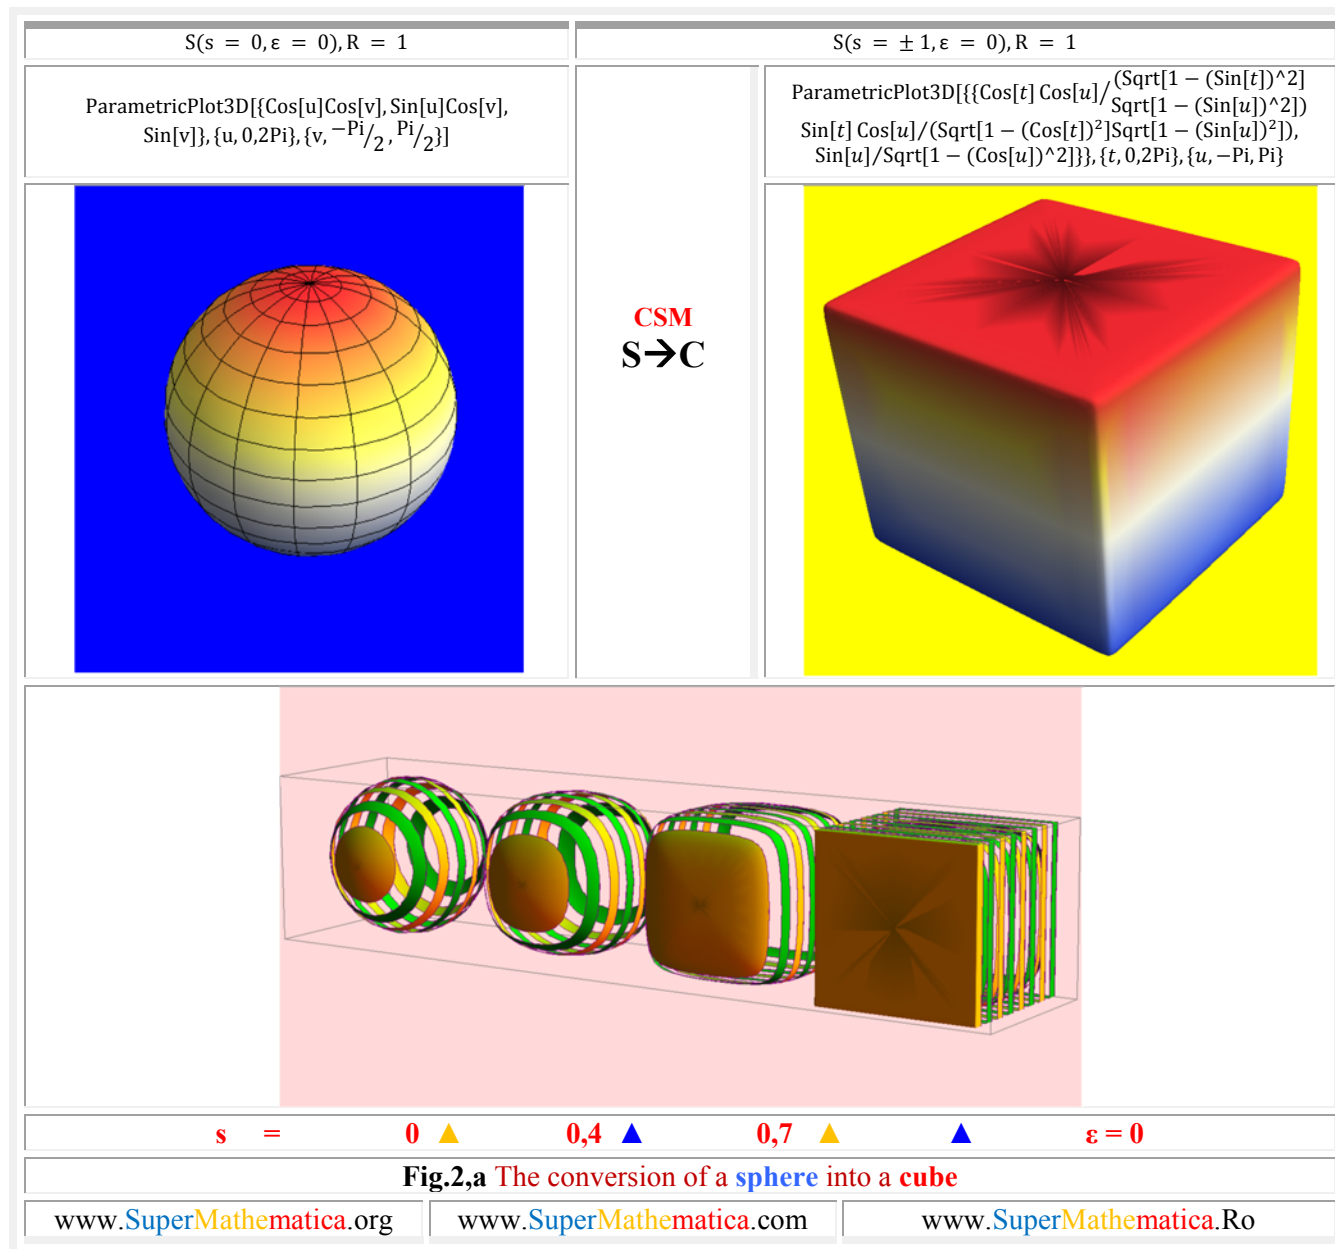 S(s = 0, ε = 0), R = 1
S(s = ± 1, ε = 0), R = 1
ParametricPlot3D[{Cos[u]Cos[v], Sin[u]Cos[v],
Sin[v]}, {u, 0,2Pi}, {v, −Pi/2 , Pi/2}]
ParametricPlot3D[{{Cos[t] Cos[u]/(Sqrt[1 − (Sin[t])^2]
Sqrt[1 − (Sin[u])^2])
Sin[t] Cos[u]/(Sqrt[1 − (Cos[t])²]Sqrt[1 − (Sin[u])²]),
Sin[u]/Sqrt[1 − (Cos[u])^2]}}, {t, 0,2Pi}, {u, −Pi, Pi}
CSM
S→C
s = 0 ▲ 0,4 ▲ 0,7 ▲ ▲ ε = 0
Fig.2,a The conversion of a sphere into a cube
www.SuperMathematica.org
www.SuperMathematica.com
www.SuperMathematica.Ro